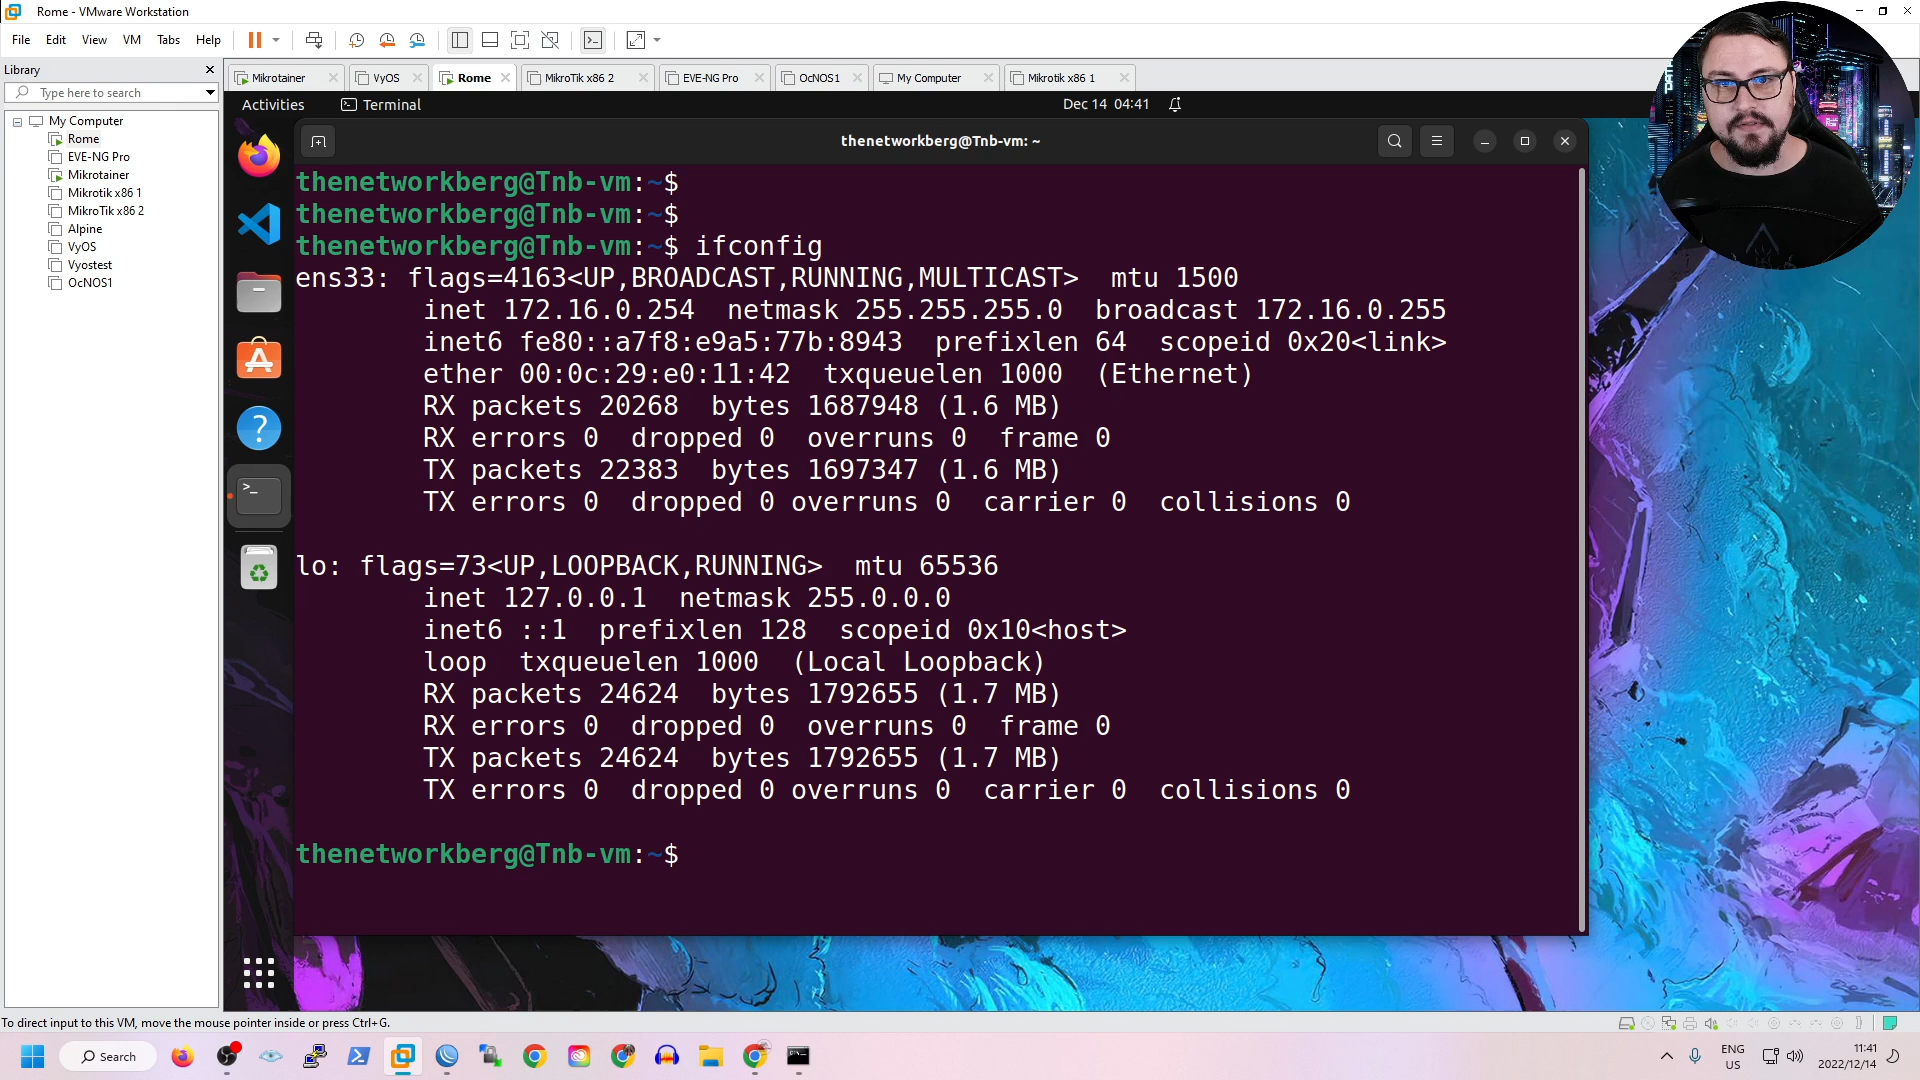 Rome - VMware Workstation
File Edit View VM Tabs Help
Library
Type here to search
My Computer
Rome
EVE-NG Pro
Mikrotainer
Mikrotik x86 1
MikroTik x86 2
Alpine
VyOS
Vyostest
OcNOS1
Mikrotainer VyOS Rome MikroTik x86 2 EVE-NG Pro OcNOS1 My Computer Mikrotik x86 1
Activities Terminal Dec 14 04:41
thenetworkberg@Tnb-vm: ~
thenetworkberg@Tnb-vm:~$
thenetworkberg@Tnb-vm:~$
thenetworkberg@Tnb-vm:~$ ifconfig
ens33: flags=4163<UP,BROADCAST,RUNNING,MULTICAST>  mtu 1500
        inet 172.16.0.254  netmask 255.255.255.0  broadcast 172.16.0.255
        inet6 fe80::a7f8:e9a5:77b:8943  prefixlen 64  scopeid 0x20<link>
        ether 00:0c:29:e0:11:42  txqueuelen 1000  (Ethernet)
        RX packets 20268  bytes 1687948 (1.6 MB)
        RX errors 0  dropped 0  overruns 0  frame 0
        TX packets 22383  bytes 1697347 (1.6 MB)
        TX errors 0  dropped 0 overruns 0  carrier 0  collisions 0
lo: flags=73<UP,LOOPBACK,RUNNING>  mtu 65536
        inet 127.0.0.1  netmask 255.0.0.0
        inet6 ::1  prefixlen 128  scopeid 0x10<host>
        loop  txqueuelen 1000  (Local Loopback)
        RX packets 24624  bytes 1792655 (1.7 MB)
        RX errors 0  dropped 0  overruns 0  frame 0
        TX packets 24624  bytes 1792655 (1.7 MB)
        TX errors 0  dropped 0 overruns 0  carrier 0  collisions 0
thenetworkberg@Tnb-vm:~$
To direct input to this VM, move the mouse pointer inside or press Ctrl+G.
Search
ENG
US
11:41
2022/12/14